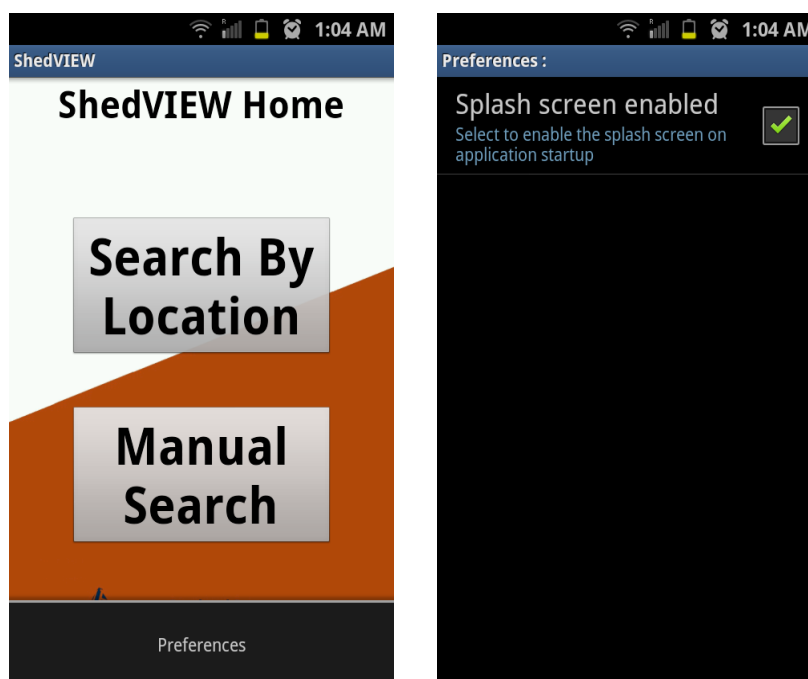 R
1:04 AM
ShedVIEW
ShedVIEW Home
Search By
Location
Manual
Search
Preferences
R
1:04 AM
Preferences :
Splash screen enabled
Select to enable the splash screen on
application startup